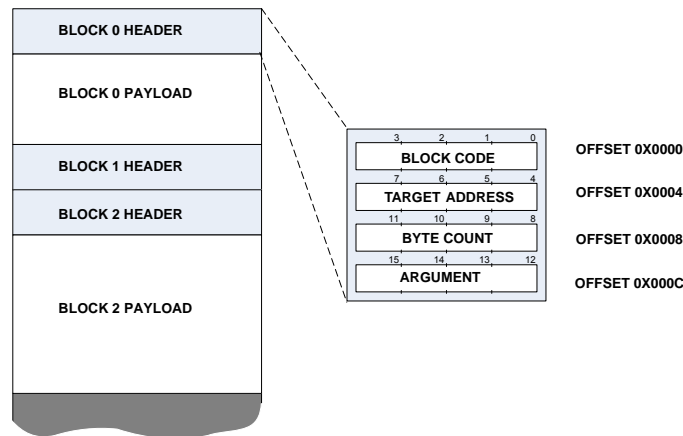 BLOCK 0 HEADER
BLOCK 0 PAYLOAD
BLOCK 1 HEADER
BLOCK 2 HEADER
BLOCK 2 PAYLOAD
3 2 1 0
BLOCK CODE
OFFSET 0X0000
7 6 5 4
TARGET ADDRESS
OFFSET 0X0004
11 10 9 8
BYTE COUNT
OFFSET 0X0008
15 14 13 12
ARGUMENT
OFFSET 0X000C